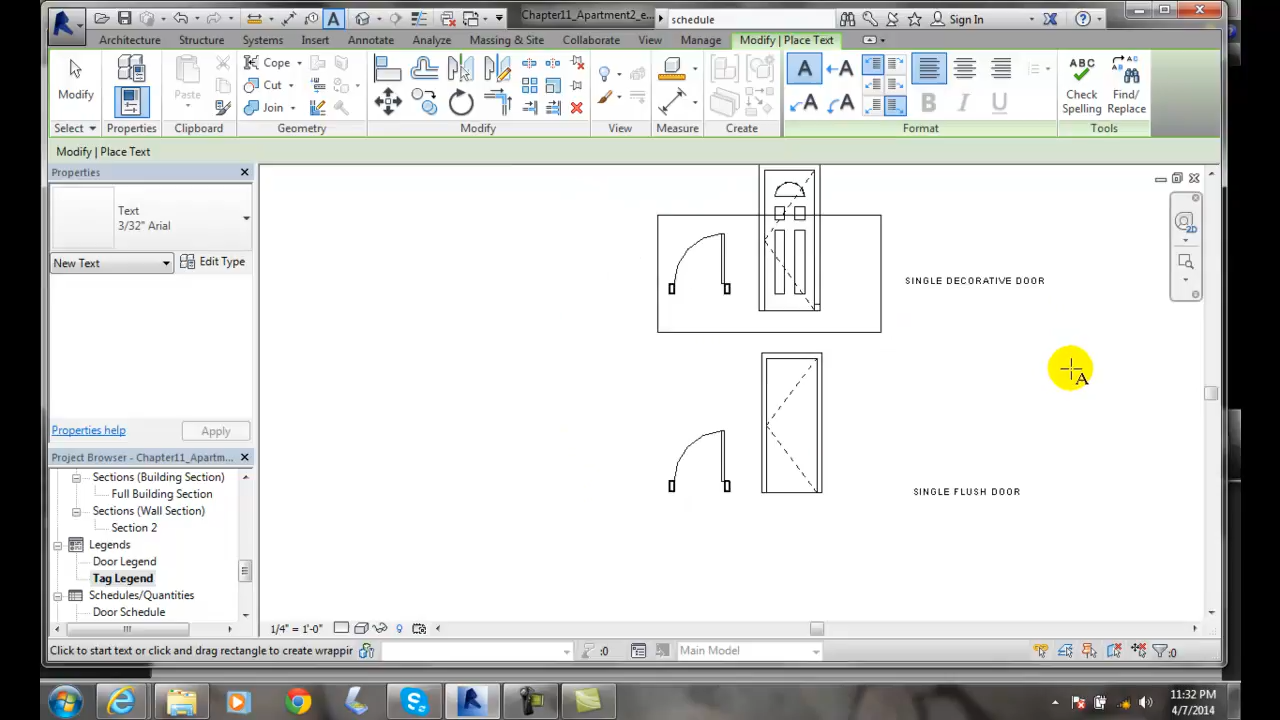 Chapter11_Apartment2_e...
schedule
Sign In
Architecture Structure Systems Insert Annotate Analyze Massing & Site Collaborate View Manage Modify | Place Text
Modify
Paste
Cope
Cut
Join
A
A
A
A
B I U
ABC
Check
Spelling
Find/
Replace
Select Properties Clipboard Geometry Modify View Measure Create Format Tools
Modify | Place Text
Properties
Text
3/32" Arial
New Text
Edit Type
Properties help
Apply
Project Browser - Chapter11_Apartm...
Sections (Building Section)
Full Building Section
Sections (Wall Section)
Section 2
Legends
Door Legend
Tag Legend
Schedules/Quantities
Door Schedule
SINGLE DECORATIVE DOOR
A
SINGLE FLUSH DOOR
2D
1/4" = 1'-0"
Click to start text or click and drag rectangle to create wrappir
:0
Main Model
:0
11:32 PM
4/7/2014